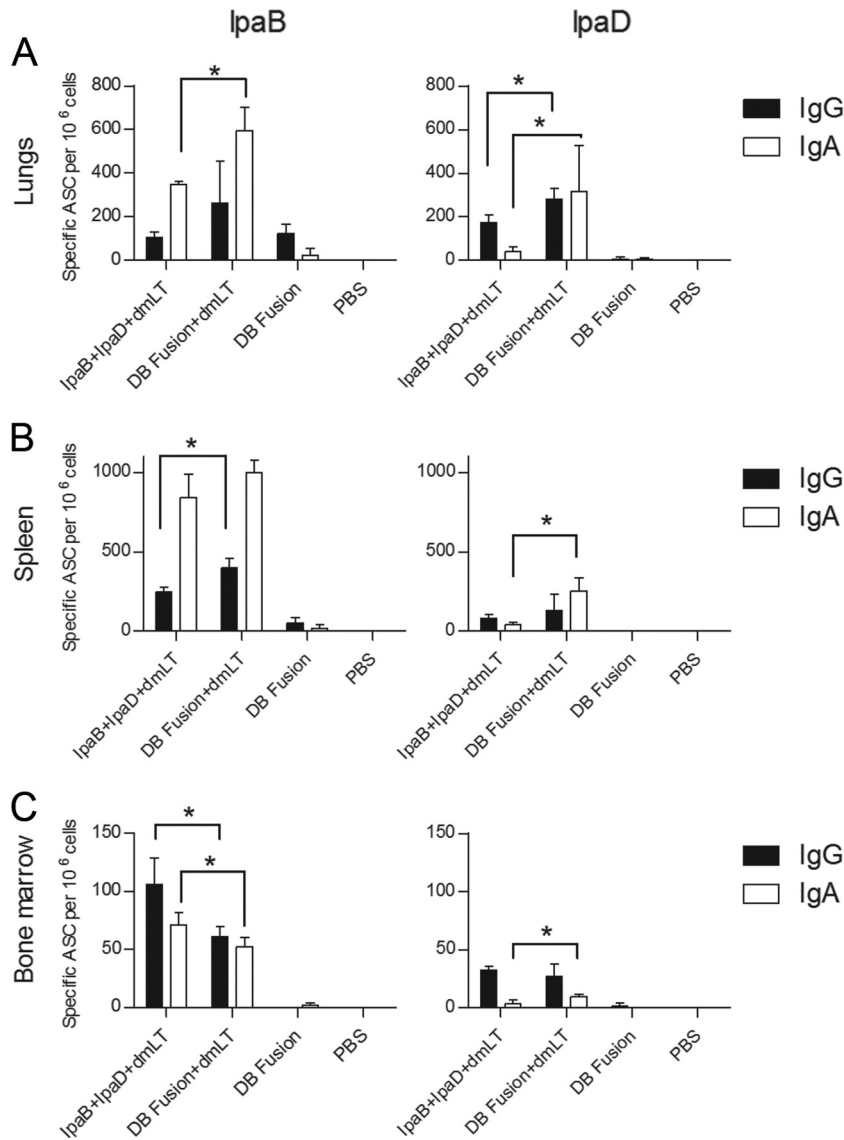 IpaB IpaD
A
Lungs
Specific ASC per 10 6 cells
800
600
400
200
0
*
IpaB+IpaD+dmLT
DB Fusion+dmLT
DB Fusion
PBS
800
600
400
200
0
*
*
IpaB+IpaD+dmLT
DB Fusion+dmLT
DB Fusion
PBS
IgG
IgA
B
Spleen
Specific ASC per 10 6 cells
1000
500
0
*
IpaB+IpaD+dmLT
DB Fusion+dmLT
DB Fusion
PBS
1000
500
0
*
IpaB+IpaD+dmLT
DB Fusion+dmLT
DB Fusion
PBS
IgG
IgA
C
Bone marrow
Specific ASC per 10 6 cells
150
100
50
0
*
*
IpaB+IpaD+dmLT
DB Fusion+dmLT
DB Fusion
PBS
150
100
50
0
*
IpaB+IpaD+dmLT
DB Fusion+dmLT
DB Fusion
PBS
IgG
IgA